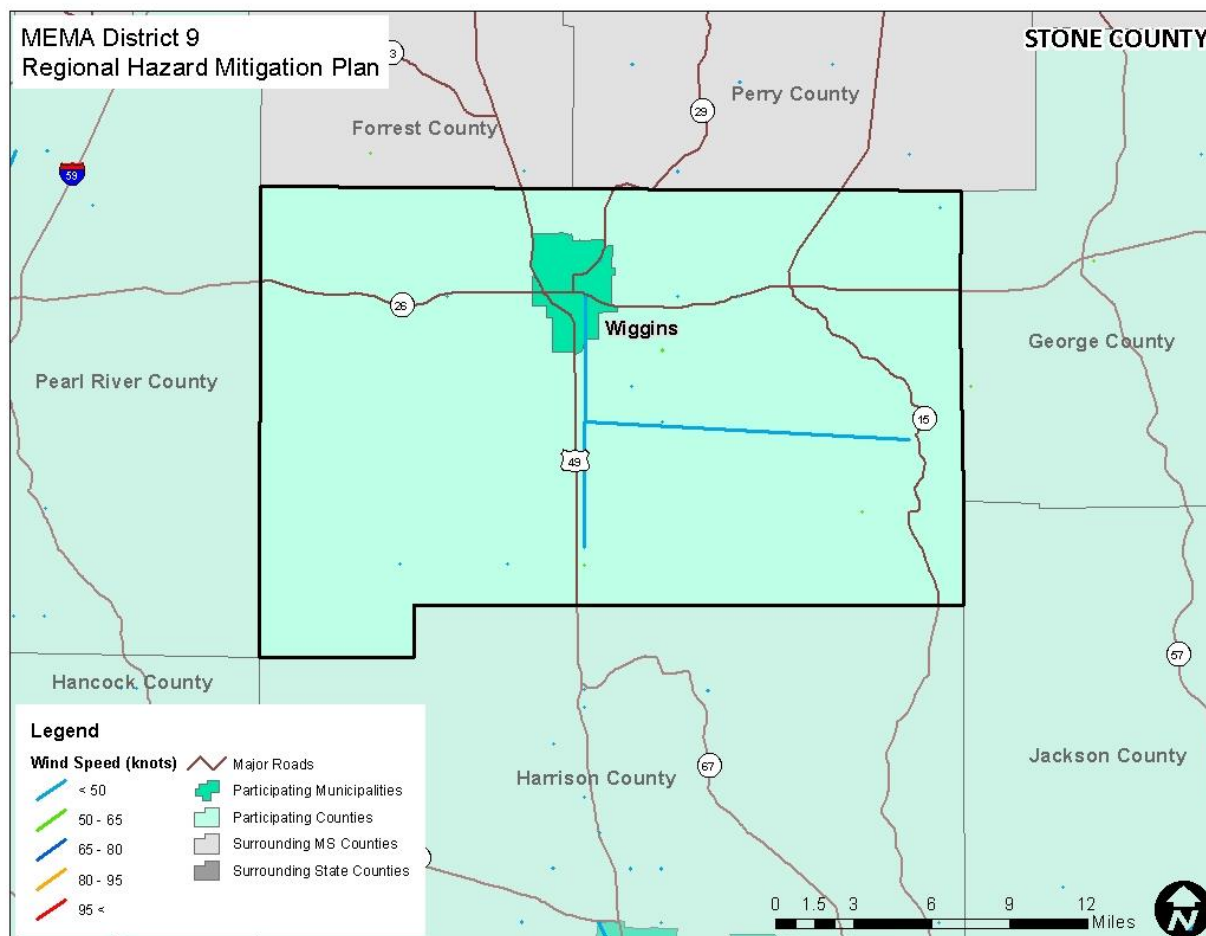 MEMA District 9
Regional Hazard Mitigation Plan
STONE COUNTY
3
Perry County
29
Forrest County
59
26
Wiggins
George County
Pearl River County
15
49
57
Hancock County
Jackson County
67
Harrison County
Legend
Wind Speed (knots)
< 50
50 - 65
65 - 80
80 - 95
95 <
Major Roads
Participating Municipalities
Participating Counties
Surrounding MS Counties
Surrounding State Counties
0 1.5 3 6 9 12
Miles